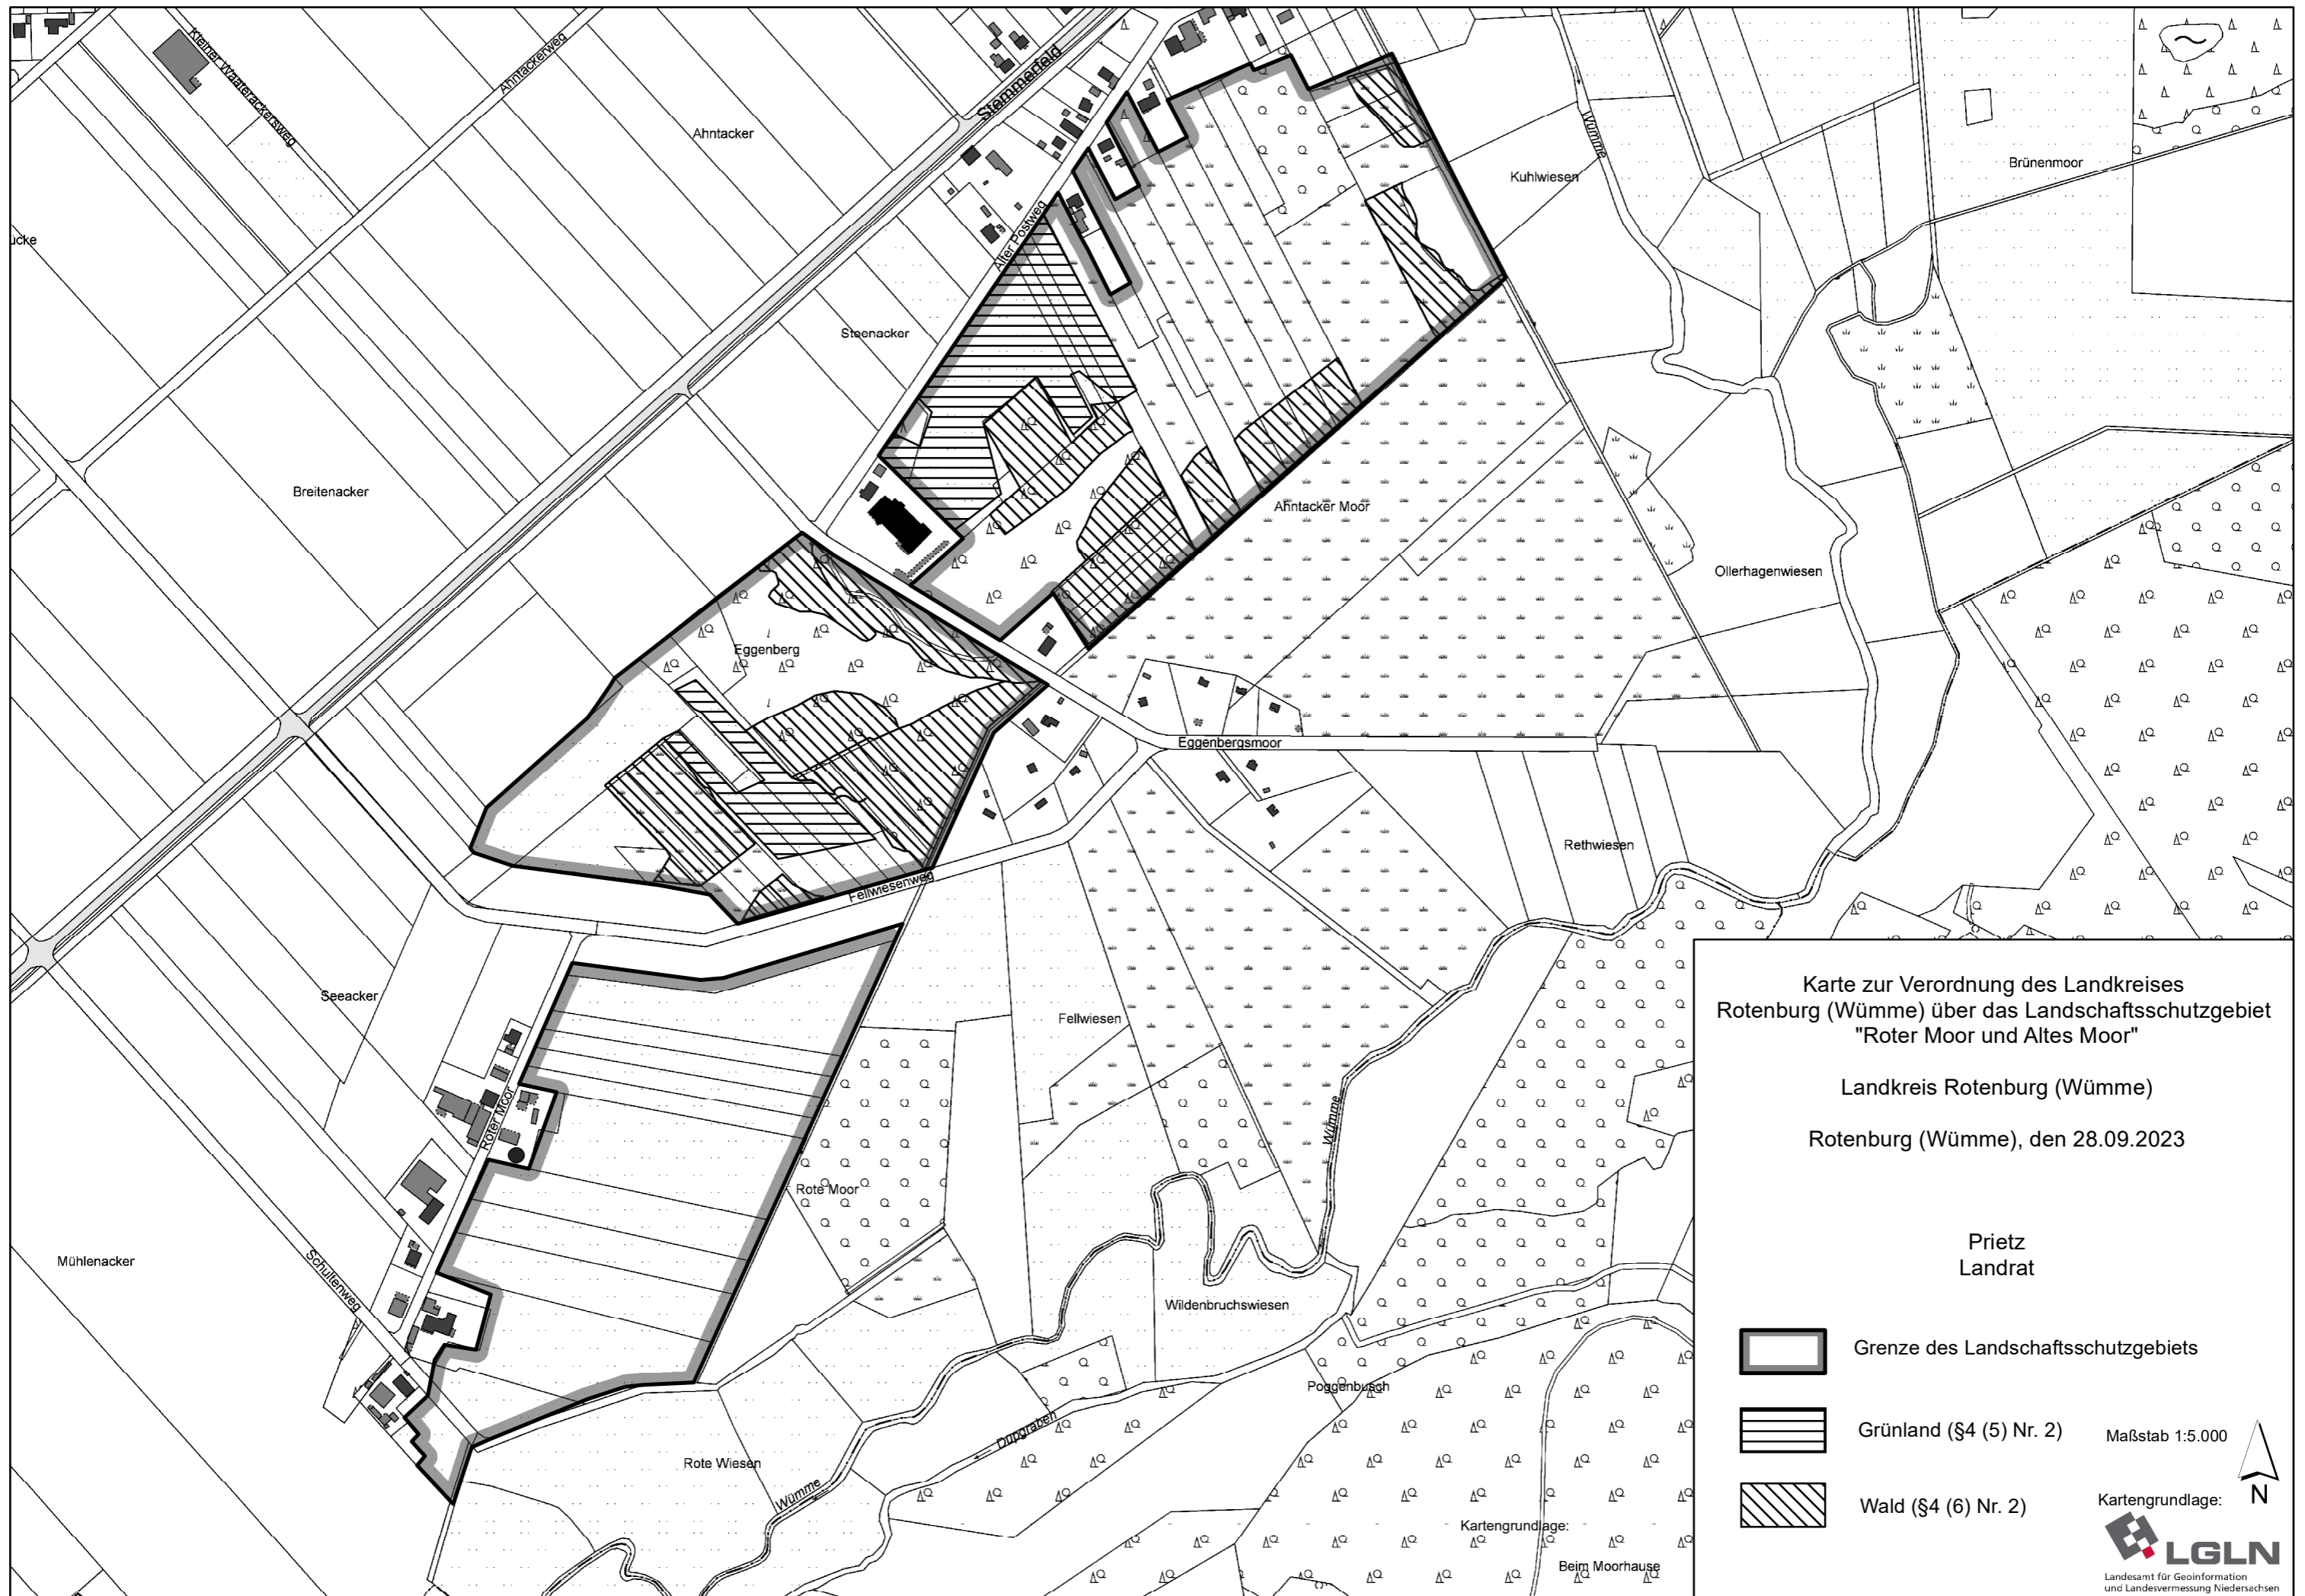 Kleiner Waaterackersweg
Ahntackerweg
Stemmerfeld
Ahntacker
Wümme
Kuhlwiesen
Brünenmoor
ücke
Alter Postweg
Steenacker
Breitenacker
Ahntacker Moor
Ollerhagenwiesen
Eggenberg
Eggenbergsmoor
Rethwiesen
Fellwiesenweg
Seeacker
Fellwiesen
Roter Moor
Wümme
Rote Moor
Mühlenacker
Schultenweg
Wildenbruchswiesen
Poggenbusch
Dupgraben
Rote Wiesen
Wümme
Kartengrundlage:
Beim Moorhause
Karte zur Verordnung des Landkreises
Rotenburg (Wümme) über das Landschaftsschutzgebiet
"Roter Moor und Altes Moor"
Landkreis Rotenburg (Wümme)
Rotenburg (Wümme), den 28.09.2023
Prietz
Landrat
Grenze des Landschaftsschutzgebiets
Grünland (§4 (5) Nr. 2)
Maßstab 1:5.000
Wald (§4 (6) Nr. 2)
N
Kartengrundlage:
LGLN
Landesamt für Geoinformation
und Landesvermessung Niedersachsen